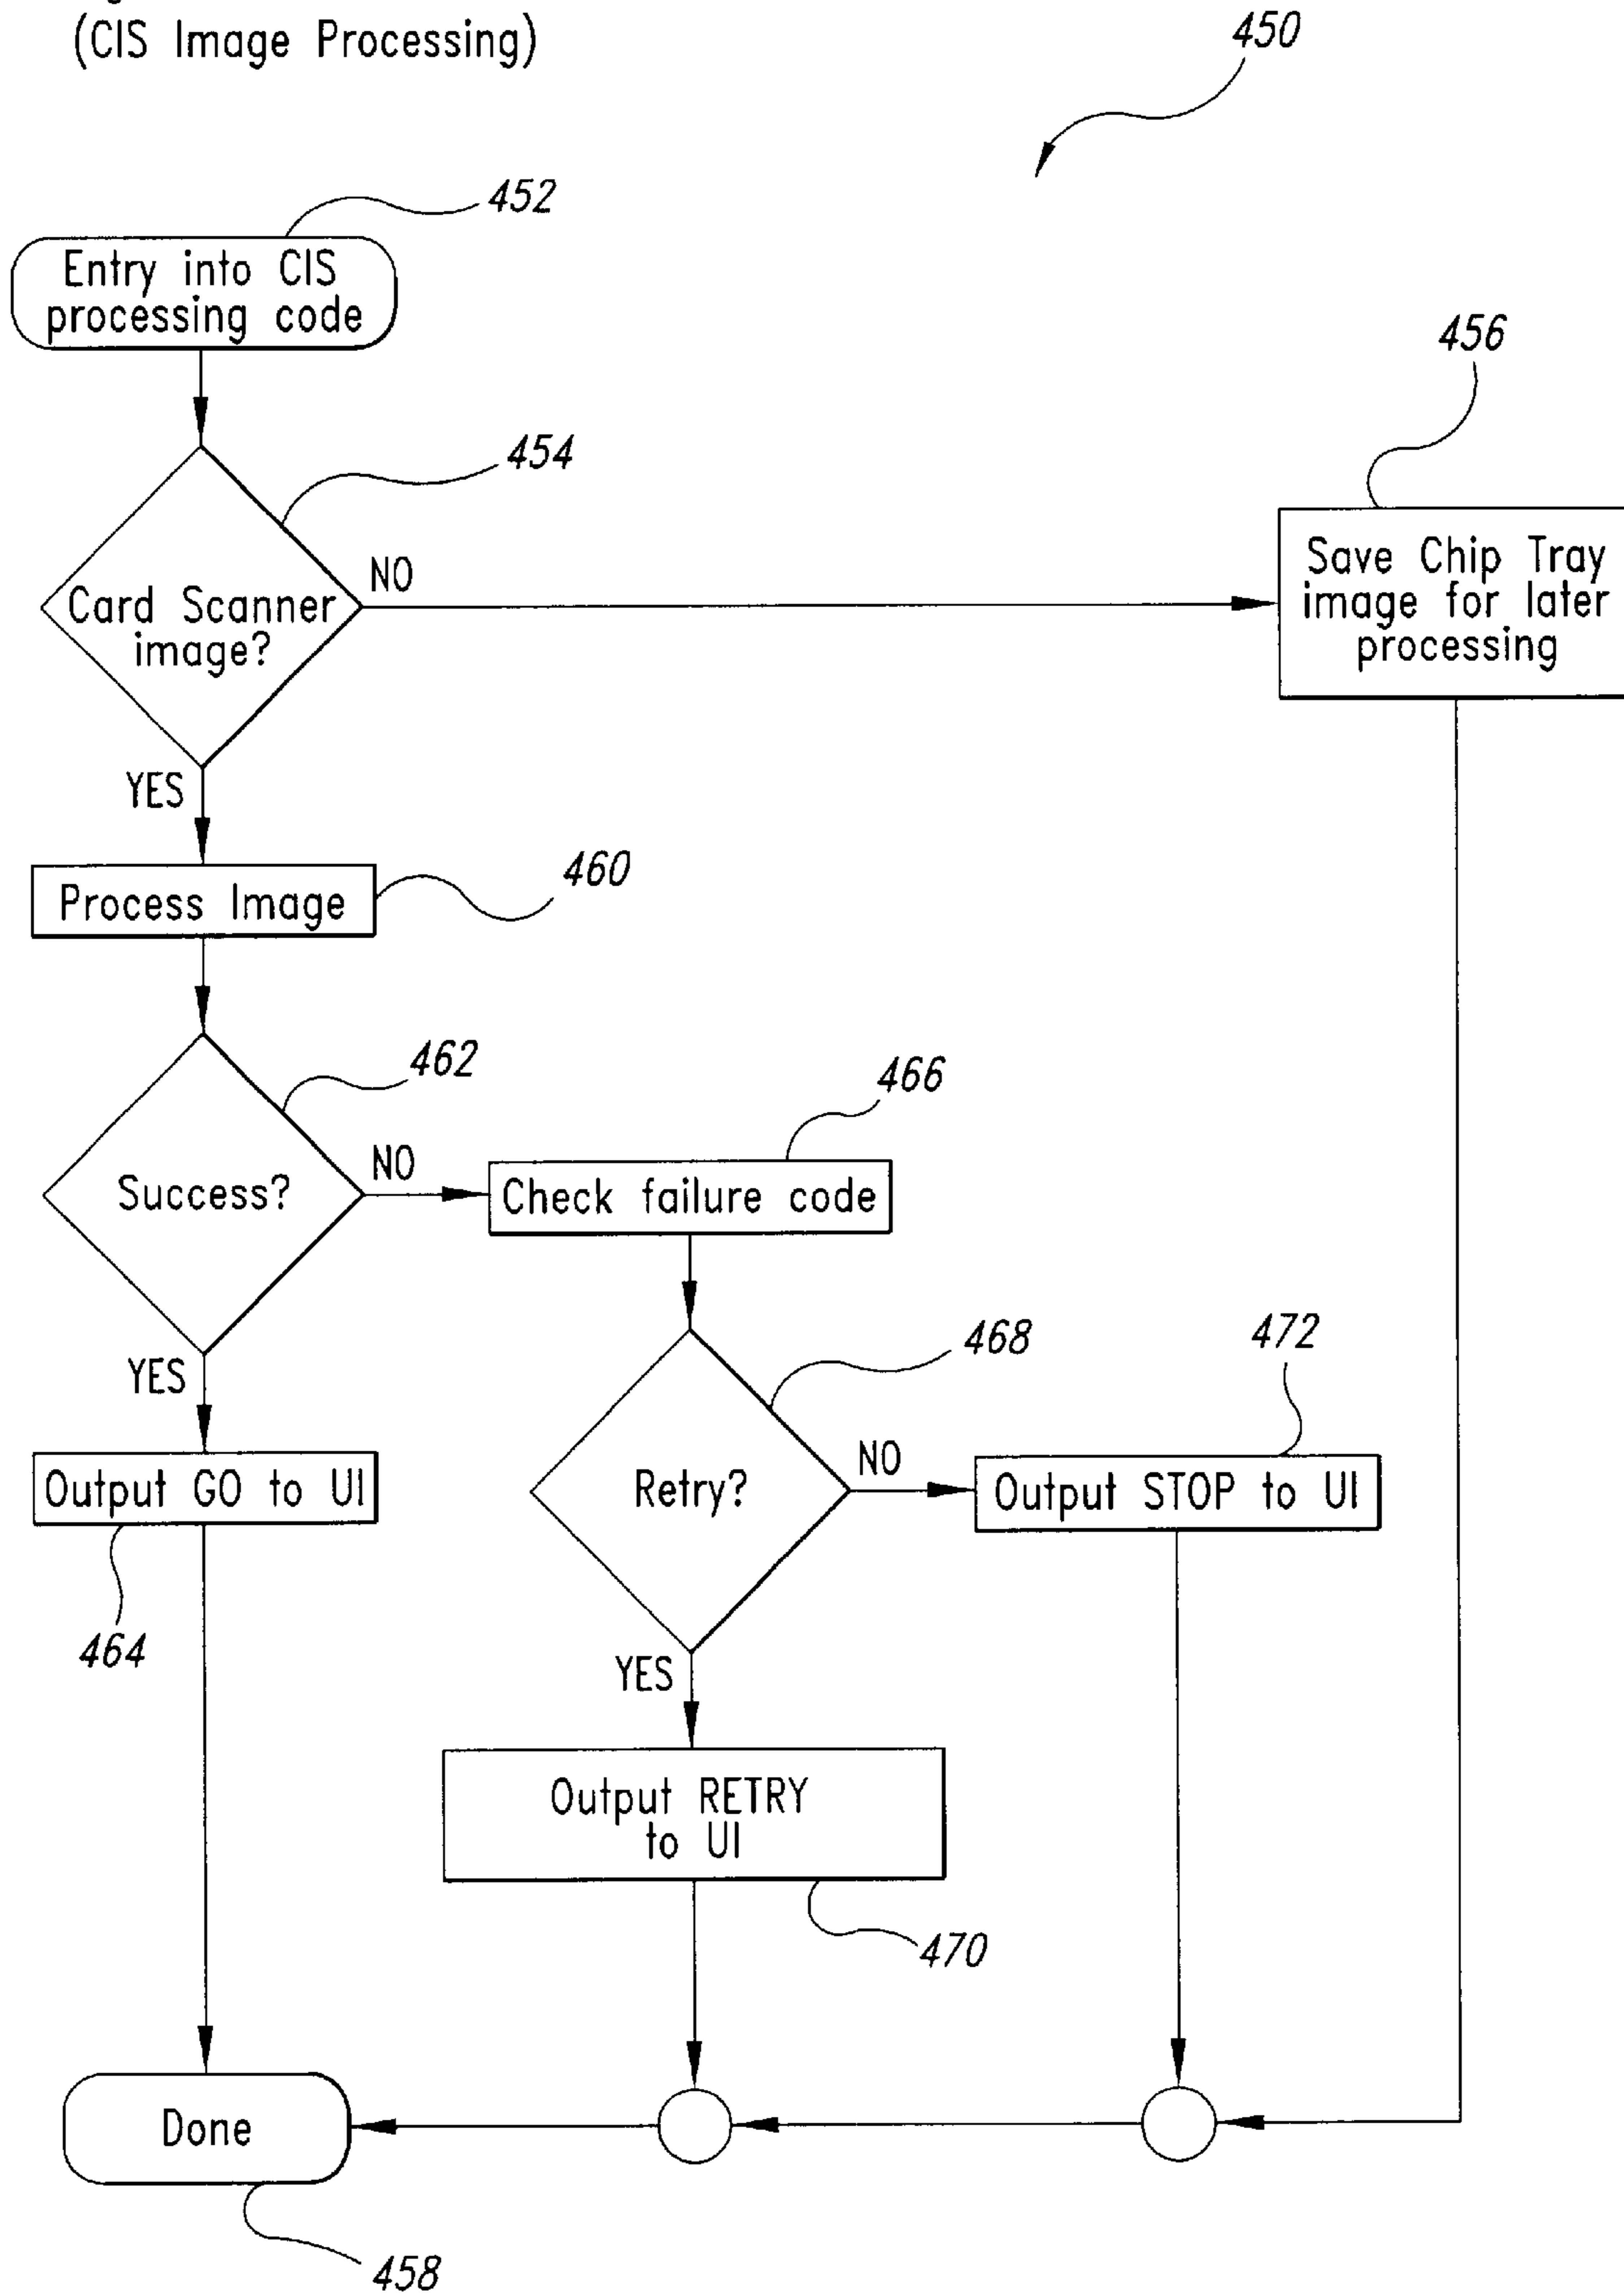 (CIS Image Processing)
450
452
Entry into CIS
processing code
456
454
NO
Card Scanner
image?
Save Chip Tray
image for later
processing
YES
460
Process Image
462
466
NO
Success?
Check failure code
468
472
YES
NO
Output GO to UI
Retry?
Output STOP to UI
464
YES
Output RETRY
to UI
470
Done
458